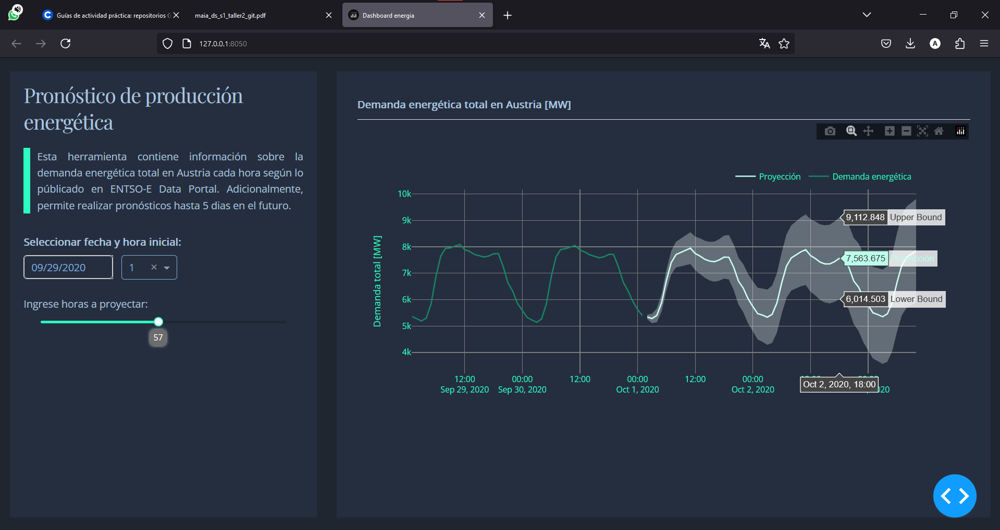 Guías de actividad práctica: repositorios G
maia_ds_s1_taller2_git.pdf
Dashboard energia
127.0.0.1:8050
A
Pronóstico de producción
energética
Esta herramienta contiene información sobre la
demanda energética total en Austria cada hora según lo
públicado en ENTSO-E Data Portal. Adicionalmente,
permite realizar pronósticos hasta 5 dias en el futuro.
Seleccionar fecha y hora inicial:
09/29/2020
1
Ingrese horas a proyectar:
57
Demanda energética total en Austria [MW]
Proyección
Demanda energética
Demanda total [MW]
10k
9k
8k
7k
6k
5k
4k
9,112.848 Upper Bound
7,563.675 Proyección
6,014.503 Lower Bound
12:00
Sep 29, 2020
00:00
Sep 30, 2020
12:00
00:00
Oct 1, 2020
12:00
00:00
Oct 2, 2020
Oct 2, 2020, 18:00